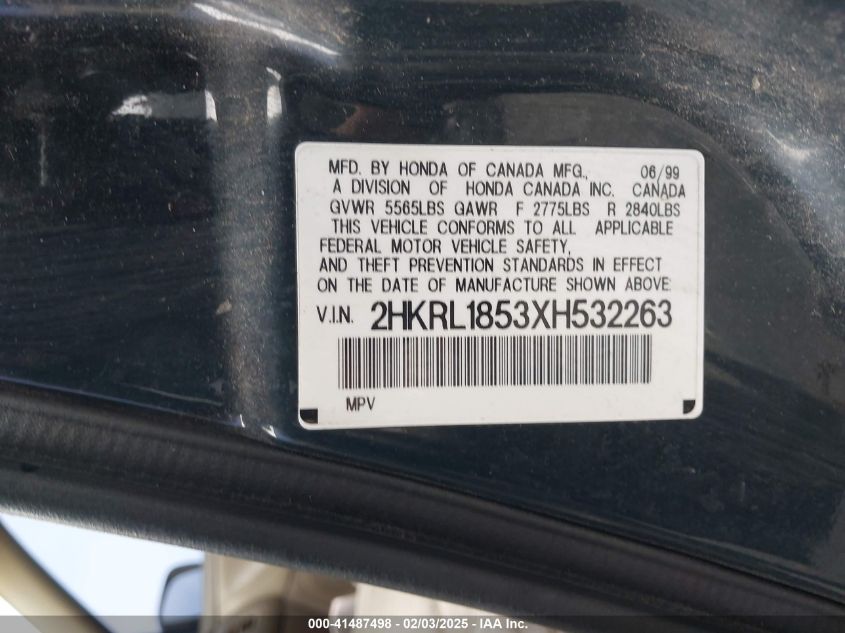 MFD. BY HONDA OF CANADA MFG., 06/99
A DIVISION OF HONDA CANADA INC. CANADA
GVWR 5565LBS GAWR F 2775LBS R 2840LBS
THIS VEHICLE CONFORMS TO ALL APPLICABLE
FEDERAL MOTOR VEHICLE SAFETY,
AND THEFT PREVENTION STANDARDS IN EFFECT
ON THE DATE OF MANUFACTURE SHOWN ABOVE
V.I.N. 2HKRL1853XH532263
MPV
000-41487498 - 02/03/2025 - IAA Inc.